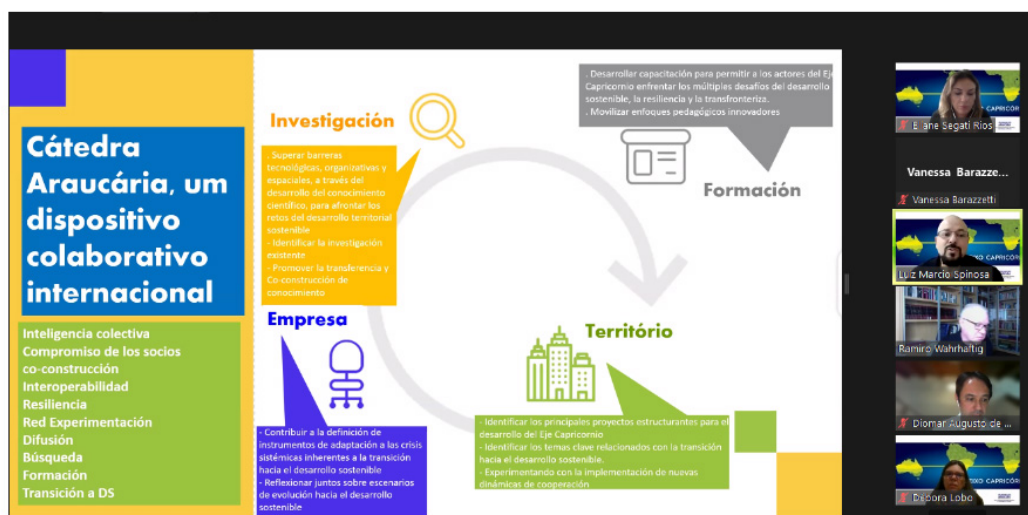 Cátedra
Araucária, um
dispositivo
colaborativo
internacional
Inteligencia colectiva
Compromiso de los socios
co-construcción
Interoperabilidad
Resiliencia
Red Experimentación
Difusión
Búsqueda
Formación
Transición a DS
Investigación
. Superar barreras
tecnológicas, organizativas y
espaciales, a través del
desarrollo del conocimiento
científico, para afrontar los
retos del desarrollo territorial
sostenible
- Identificar la investigación
existente
- Promover la transferencia y
Co-construcción de
conocimiento
. Desarrollar capacitación para permitir a los actores del Eje
Capricornio enfrentar los múltiples desafíos del desarrollo
sostenible, la resiliencia y la transfronteriza.
. Movilizar enfoques pedagógicos innovadores
Formación
Empresa
- Contribuir a la definición de
instrumentos de adaptación a las crisis
sistémicas inherentes a la transición
hacia el desarrollo sostenible
- Reflexionar juntos sobre escenarios
de evolución hacia el desarrollo
sostenible
Território
- Identificar los principales proyectos estructurantes para el
desarrollo del Eje Capricornio
- Identificar los temas clave relacionados con la transición
hacia el desarrollo sostenible.
- Experimentando con la implementación de nuevas
dinámicas de cooperación
CAPRICÓR
Eliane Segati Rios
Vanessa Barazze...
Vanessa Barazzetti
EIXO CAPRICÓR
Luiz Marcio Spinosa
Ramiro Wahrhaftig
Diomar Augusto de ...
EIXO CAPRICÓR
Debora Lobo